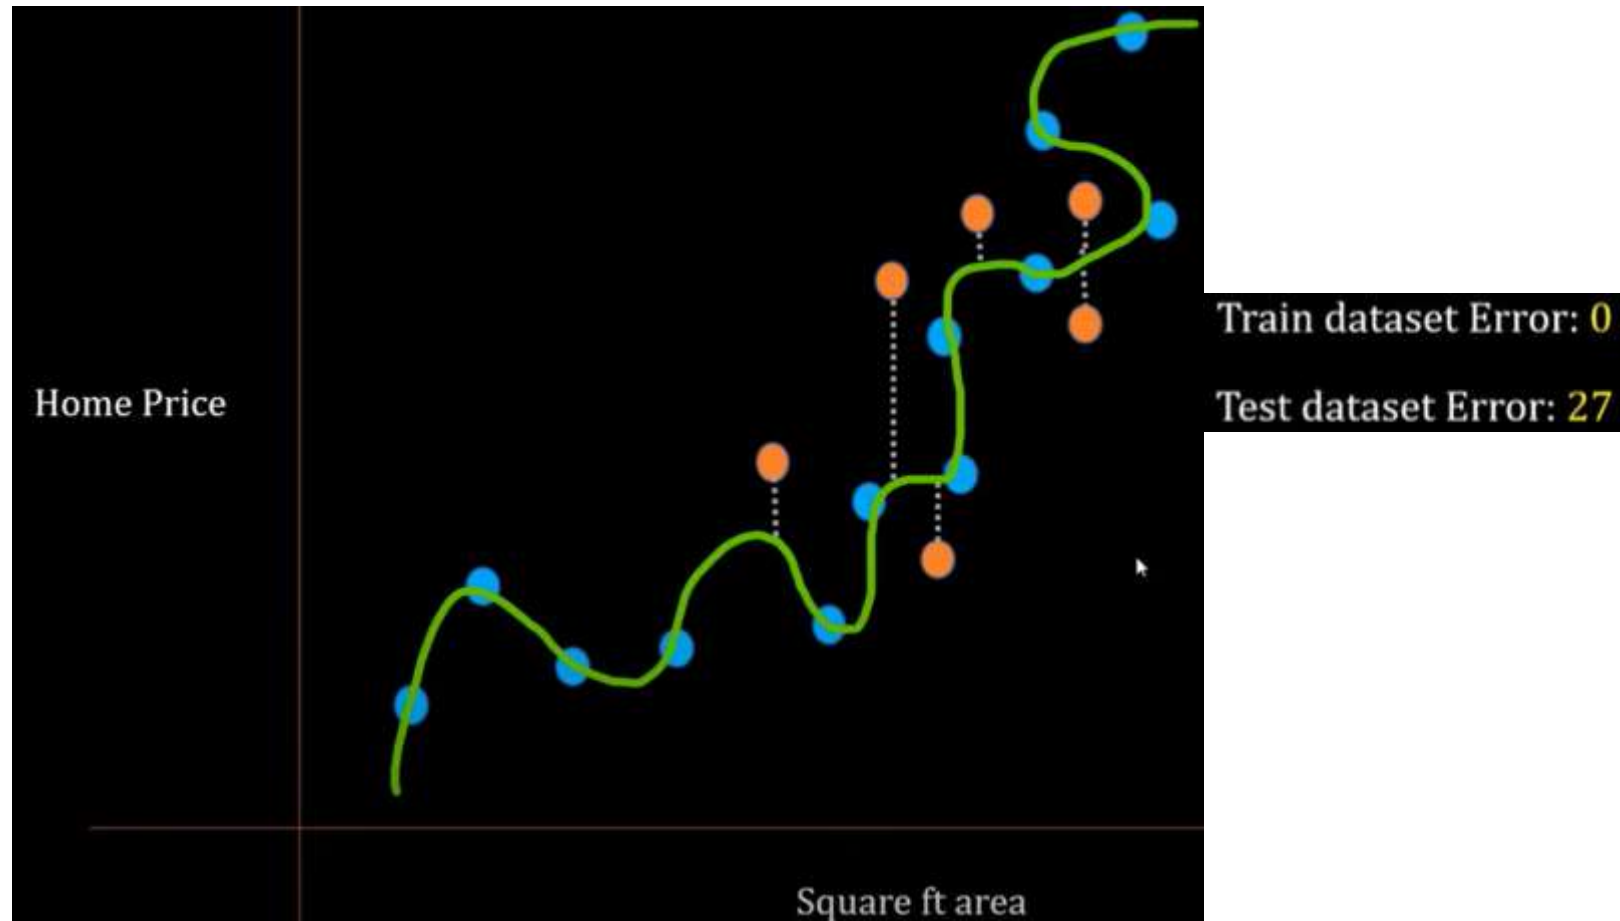 Home Price
Train dataset Error: 0
Test dataset Error: 27
Square ft area